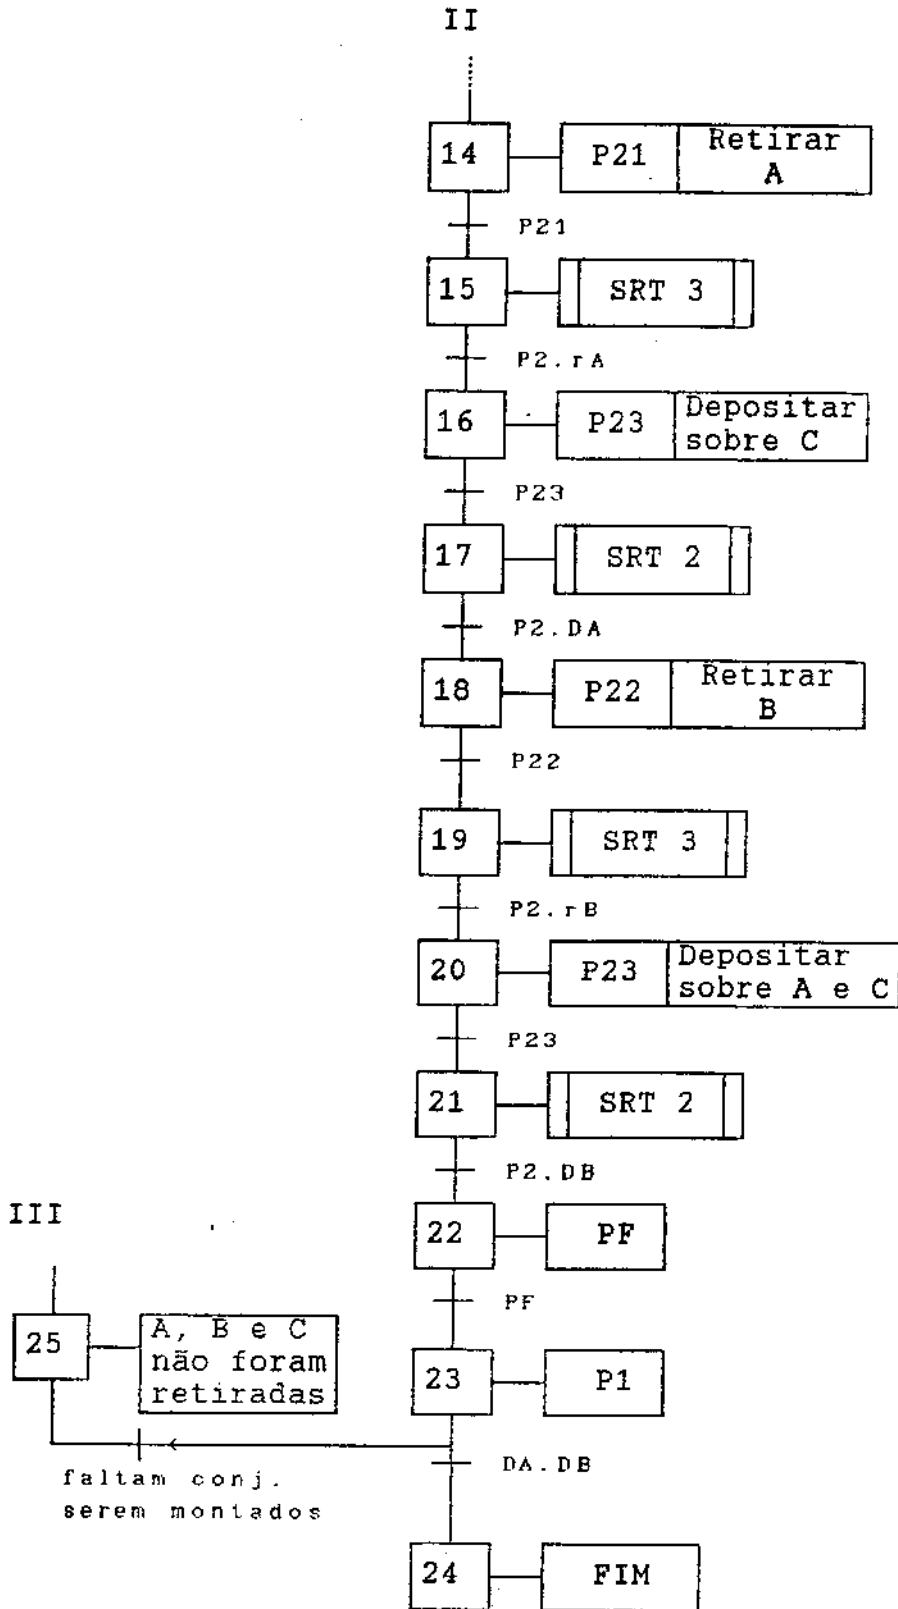 II
14 P21 Retirar
A
P21
15 SRT 3
P2.rA
16 P23 Depositar
sobre C
P23
17 SRT 2
P2.DA
18 P22 Retirar
B
P22
19 SRT 3
P2.rB
20 P23 Depositar
sobre A e C
P23
21 SRT 2
P2.DB
III
22 PF
PF
25 A, B e C
não foram
retiradas
23 P1
DA.DB
faltam conj.
serem montados
24 FIM